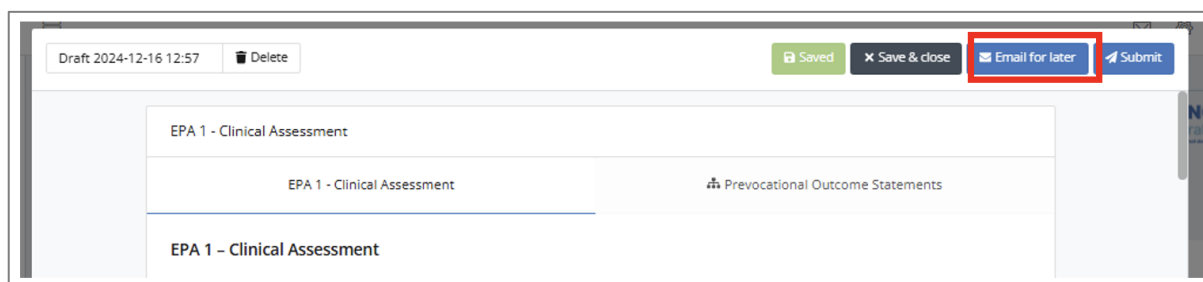 Draft 2024-12-16 12:57 Delete Saved Save & close Email for later Submit
EPA 1 - Clinical Assessment
EPA 1 - Clinical Assessment Prevocational Outcome Statements
EPA 1 – Clinical Assessment